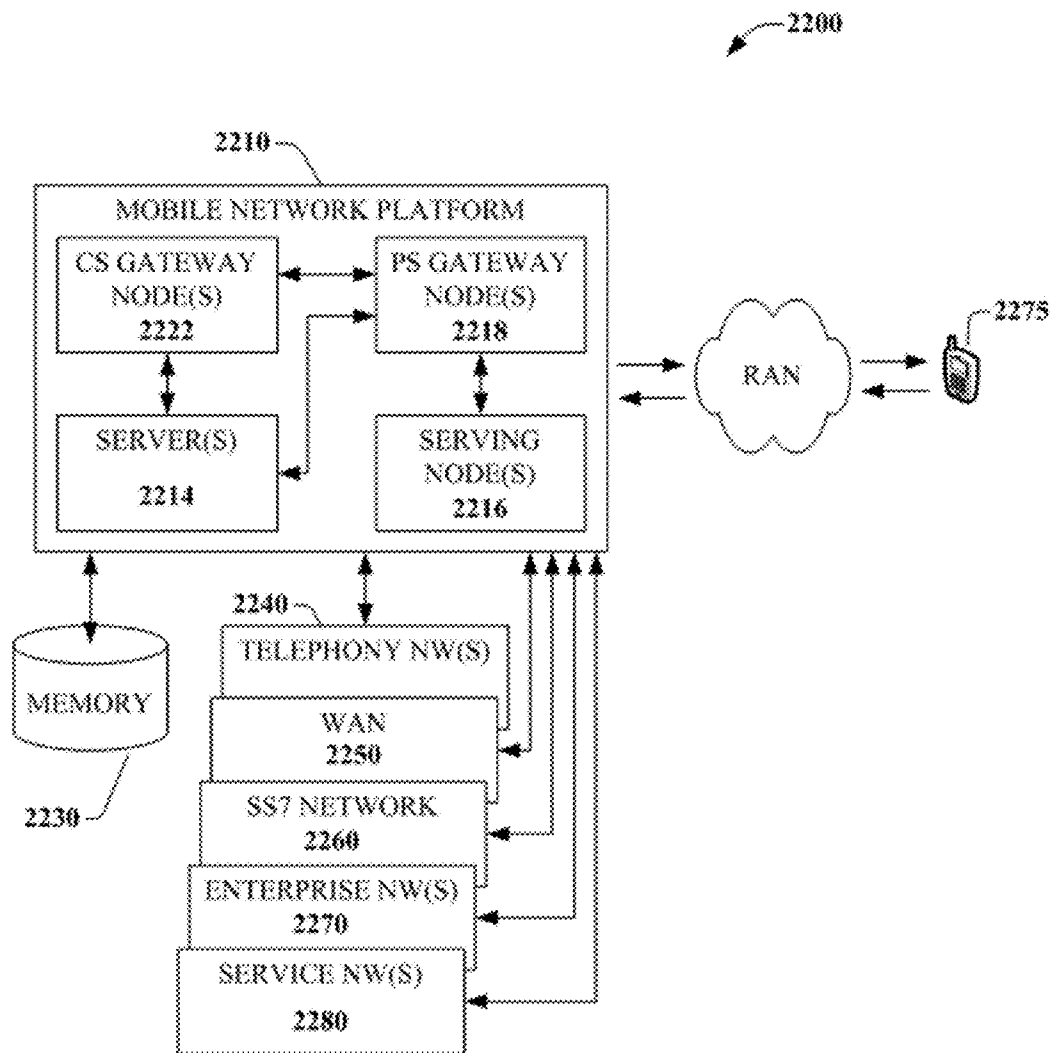 2200
2210
MOBILE NETWORK PLATFORM
CS GATEWAY
NODE(S)
2222
PS GATEWAY
NODE(S)
2218
SERVER(S)
2214
SERVING
NODE(S)
2216
RAN
2275
2240
TELEPHONY NW(S)
MEMORY
2230
WAN
2250
SS7 NETWORK
2260
ENTERPRISE NW(S)
2270
SERVICE NW(S)
2280